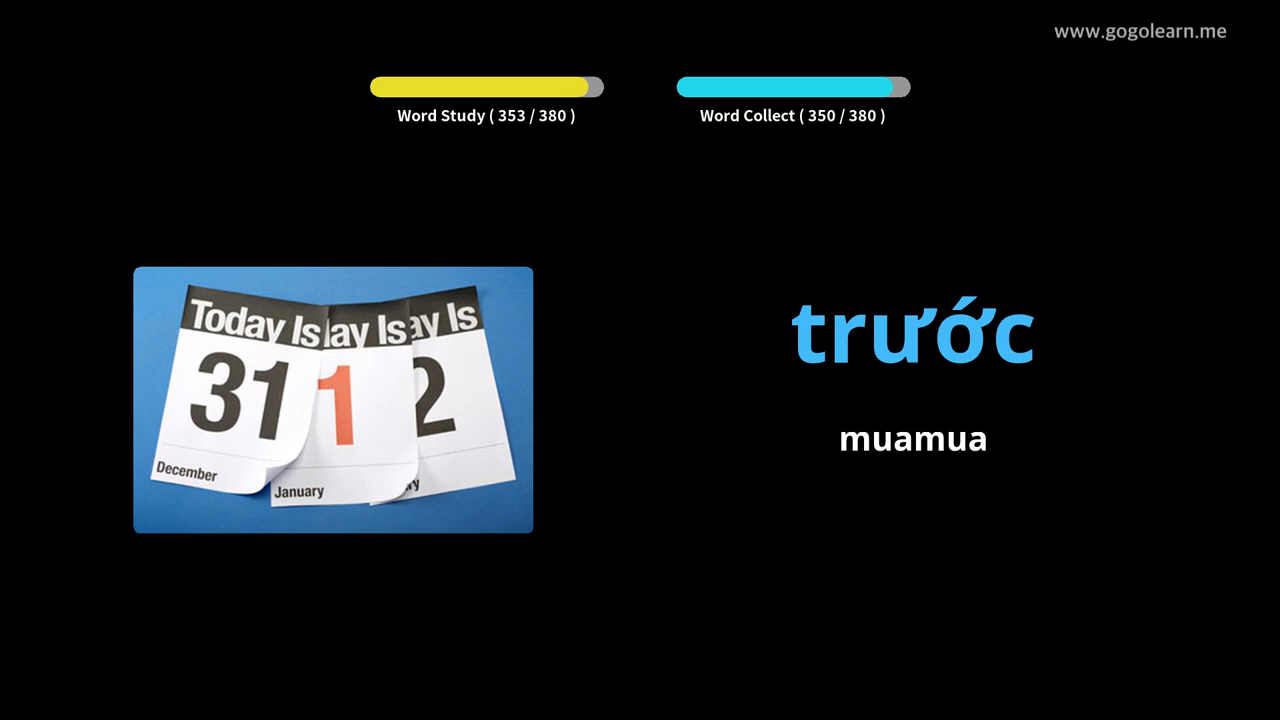 www.gogolearn.me
Word Study ( 353 / 380 )
Word Collect ( 350 / 380 )
Today Is
day Is
ay Is
31
1
2
December
January
ry
trước
muamua